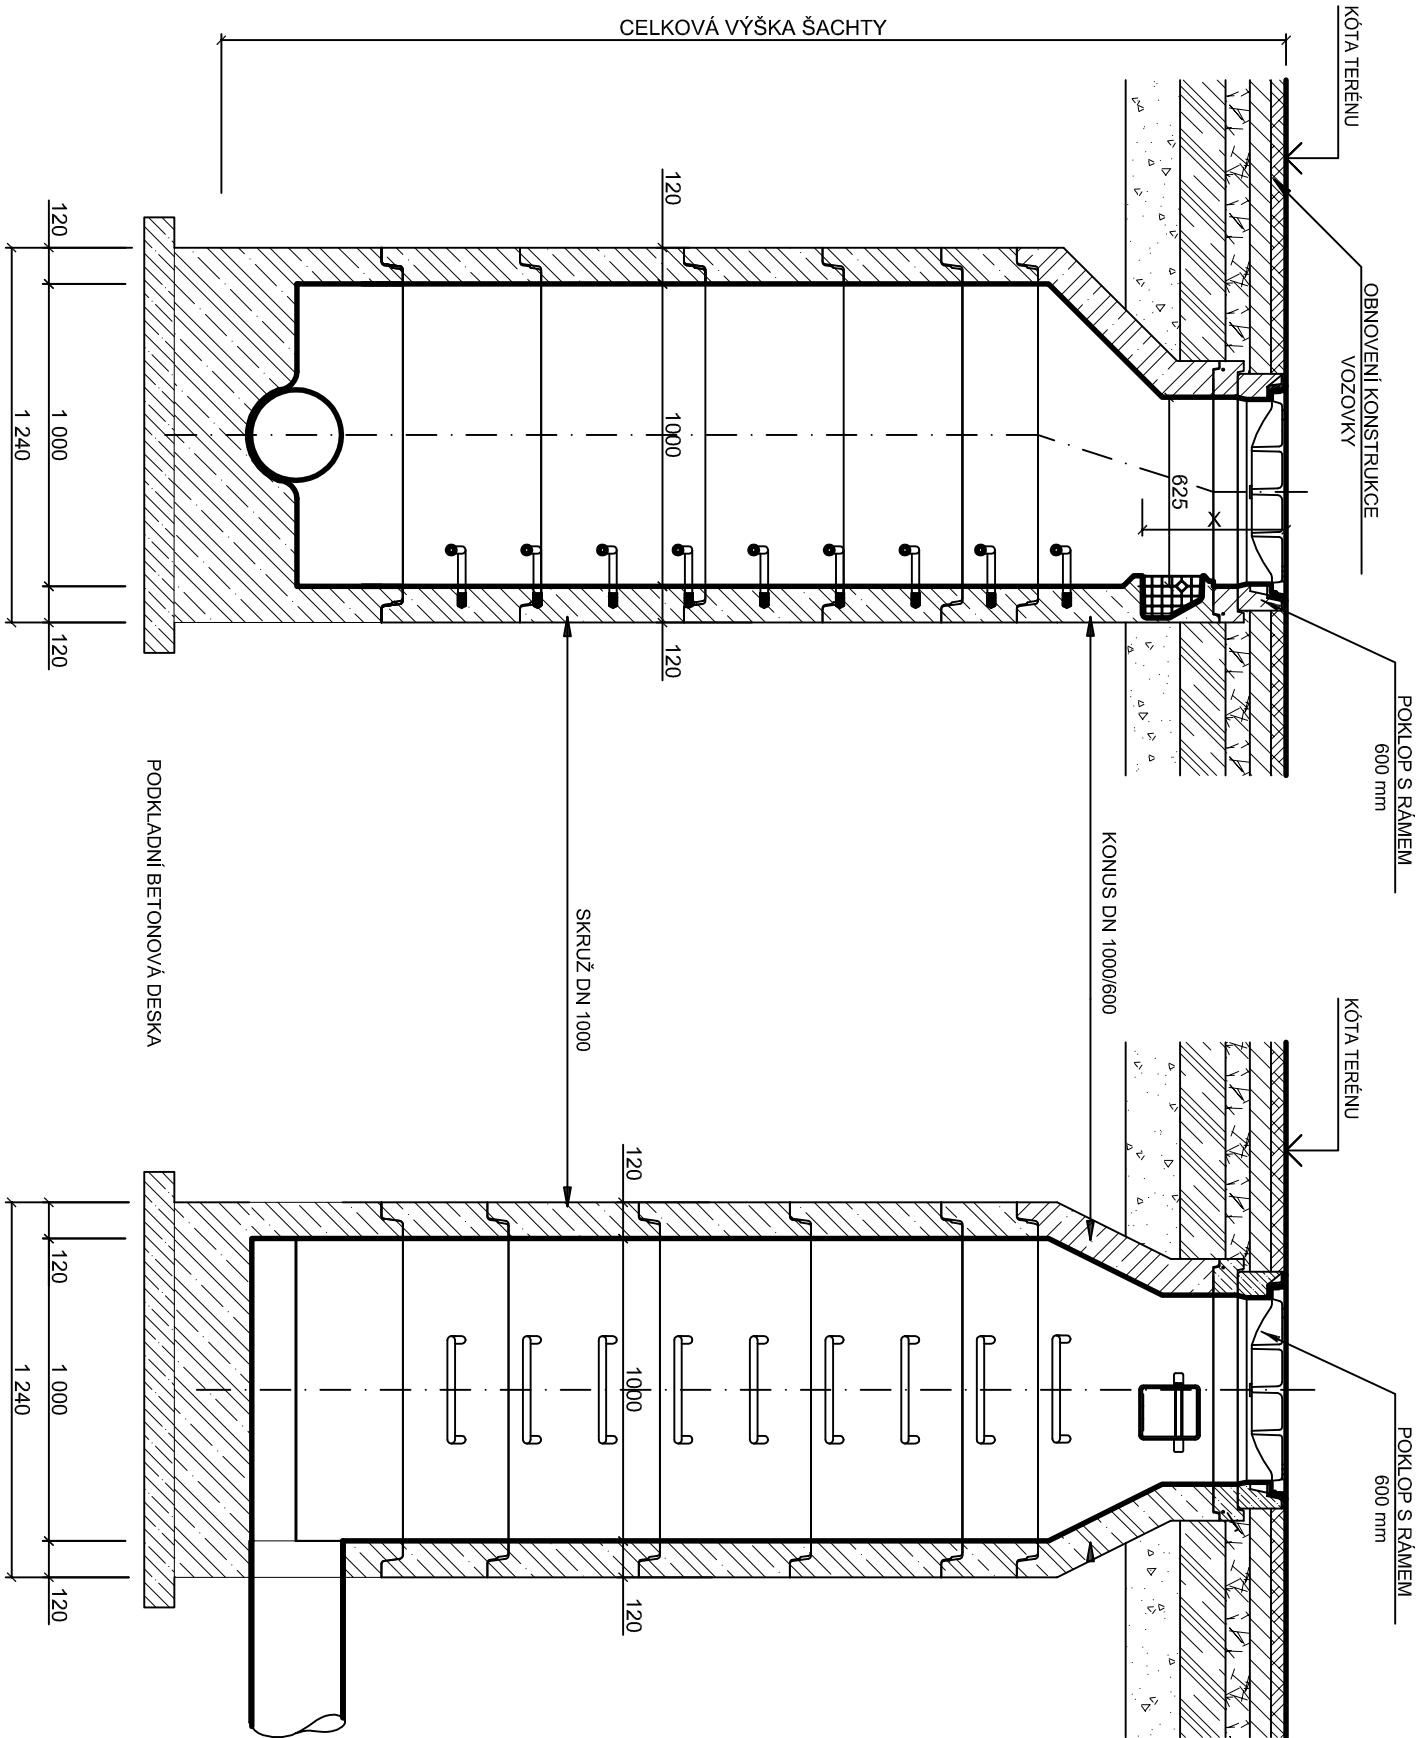 CELKOVÁ VÝŠKA ŠACHTY
KÓTA TERÉNU
OBNOVENÍ KONSTRUKCE
VOZOVKY
POKLOP S RÁMEM
600 mm
KÓTA TERÉNU
POKLOP S RÁMEM
600 mm
625
X
KONUS DN 1000/600
120
1000
120
120
1000
120
SKRUŽ DN 1000
PODKLADNÍ BETONOVÁ DESKA
120
1 000
120
1 240
120
1 000
120
1 240